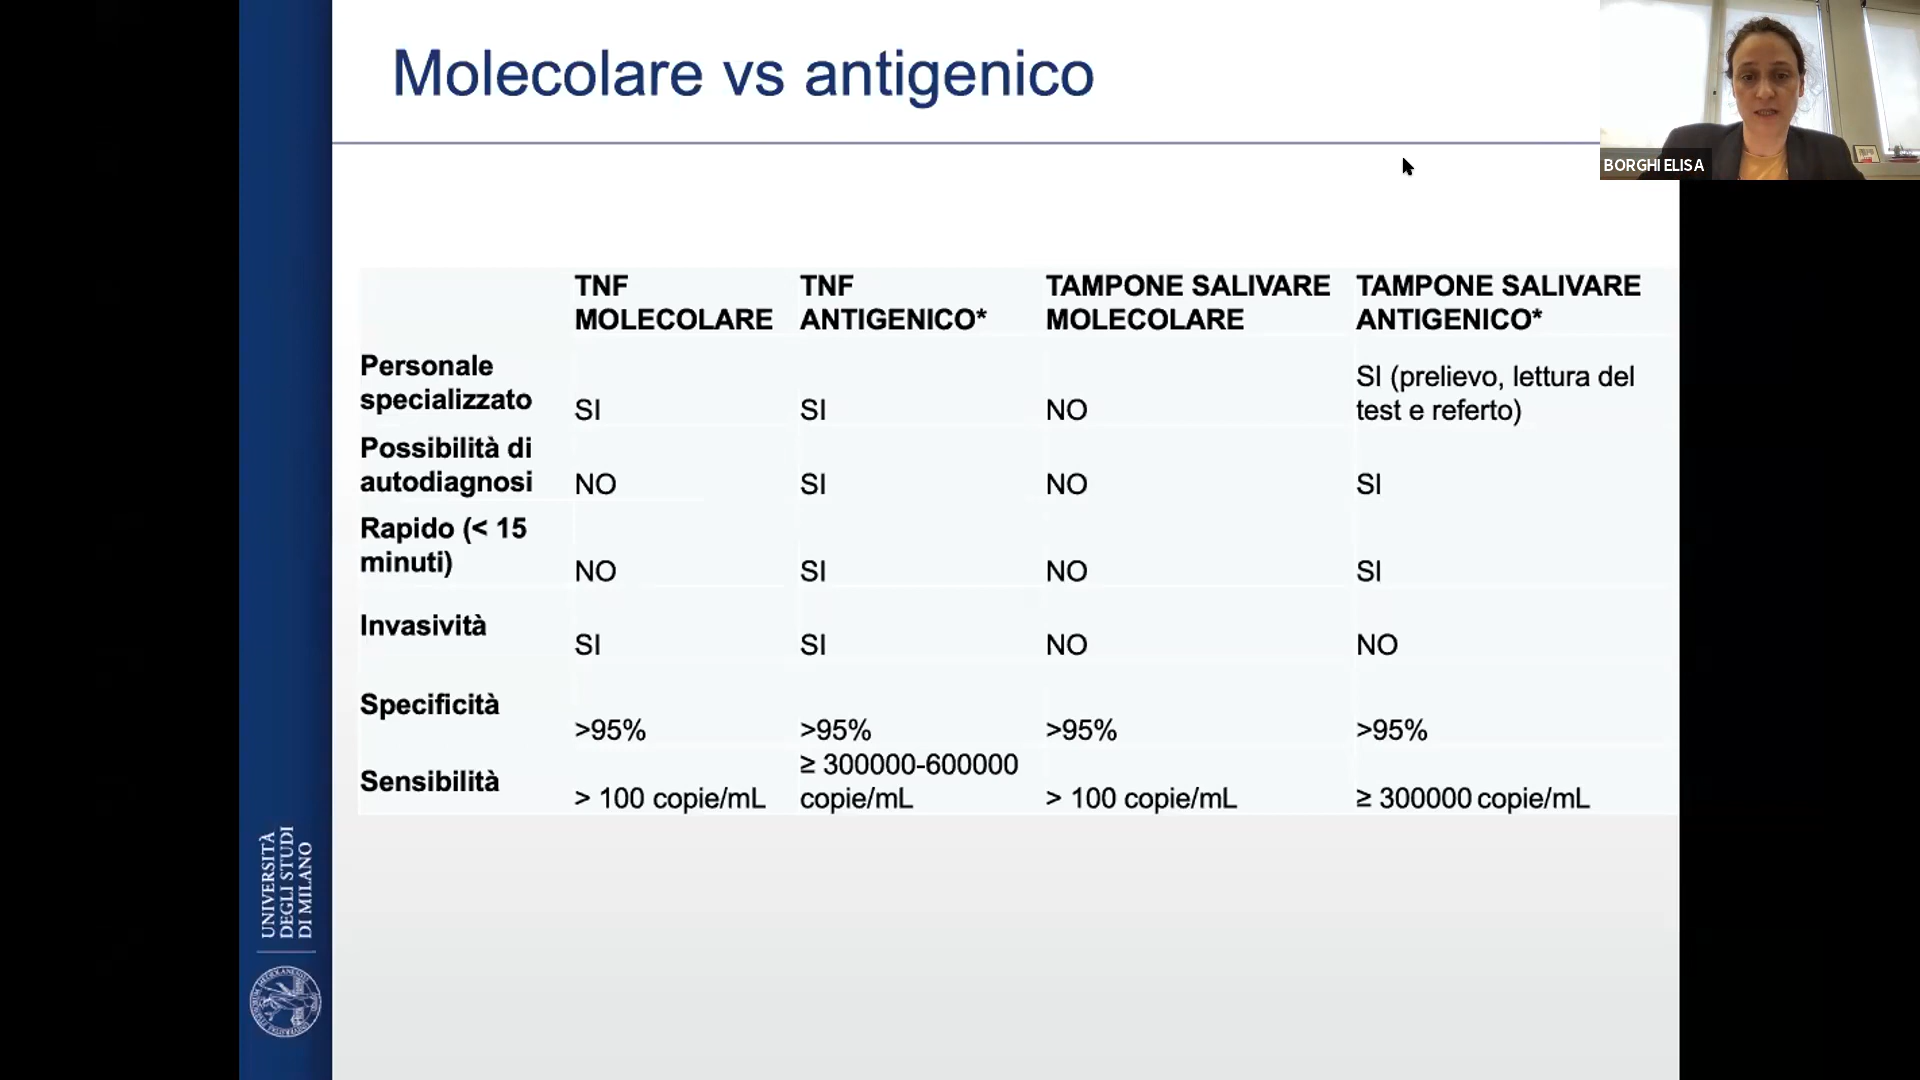 Molecolare vs antigenico
BORGHI ELISA
TNF
MOLECOLARE
TNF
ANTIGENICO*
TAMPONE SALIVARE
MOLECOLARE
TAMPONE SALIVARE
ANTIGENICO*
Personale
specializzato
SI
SI
NO
SI (prelievo, lettura del
test e referto)
Possibilità di
autodiagnosi
NO
SI
NO
SI
Rapido (< 15
minuti)
NO
SI
NO
SI
Invasività
SI
SI
NO
NO
Specificità
>95%
>95%
>95%
>95%
Sensibilità
> 100 copie/mL
≥ 300000-600000
copie/mL
> 100 copie/mL
≥ 300000 copie/mL
UNIVERSITÀ
DEGLI STUDI
DI MILANO